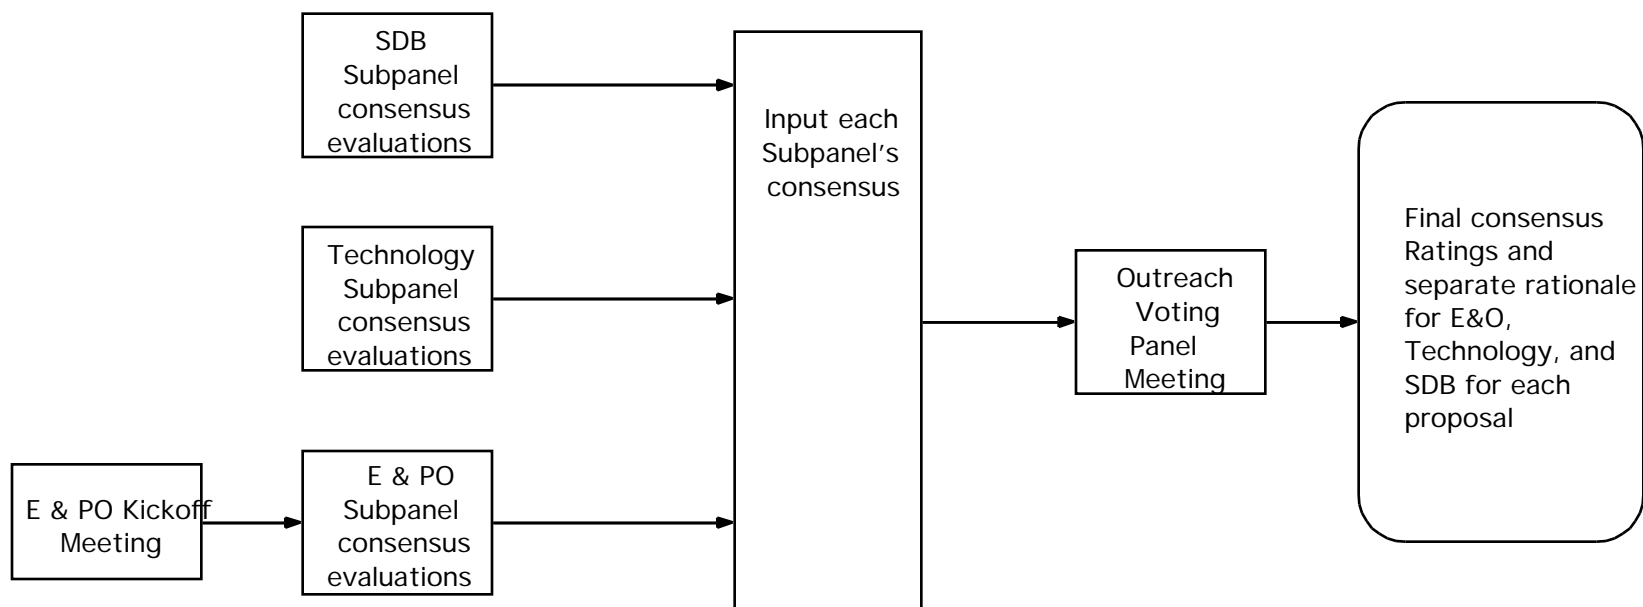 SDB
Subpanel
consensus
evaluations
Technology
Subpanel
consensus
evaluations
E & PO Kickoff
Meeting
E & PO
Subpanel
consensus
evaluations
Input each
Subpanel's
consensus
Outreach
Voting
Panel
Meeting
Final consensus
Ratings and
separate rationale
for E&O,
Technology, and
SDB for each
proposal